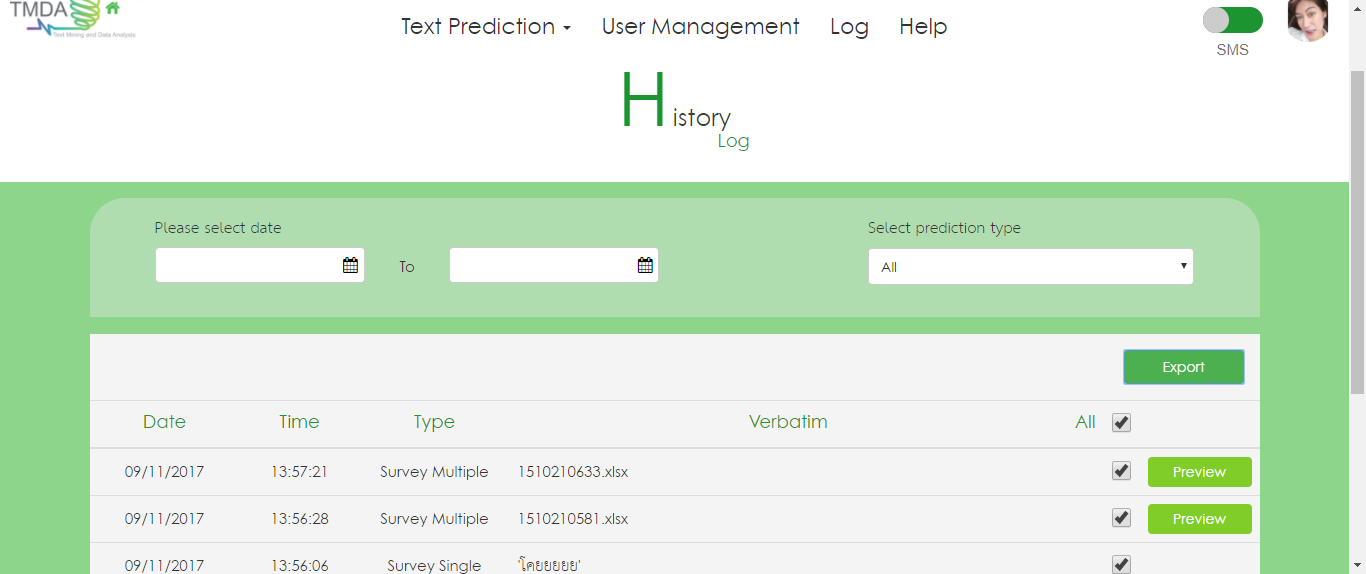 TMDA
Text Mining and Data Analysis
Text Prediction User Management Log Help
SMS
History
Log
Please select date
Select prediction type
To
All
Export
Date Time Type Verbatim All
09/11/2017 13:57:21 Survey Multiple 1510210633.xlsx Preview
09/11/2017 13:56:28 Survey Multiple 1510210581.xlsx Preview
09/11/2017 13:56:06 Survey Single 'โคยยยยย'